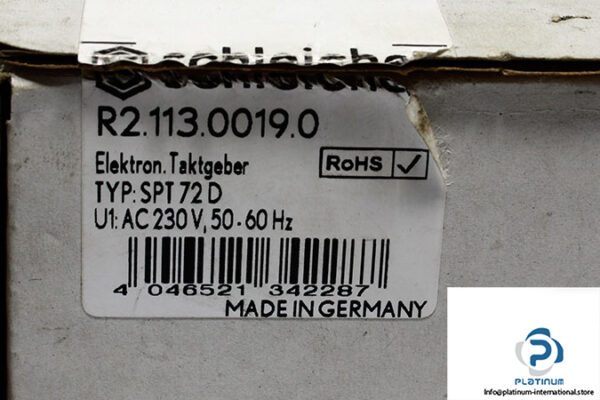 schleiche
R2.113.0019.0
Elektron. Taktgeber
RoHS ✓
TYP: SPT 72 D
U1: AC 230 V, 50 - 60 Hz
4 046521 342287
MADE IN GERMANY
PLATINUM
Info@platinum-international.store